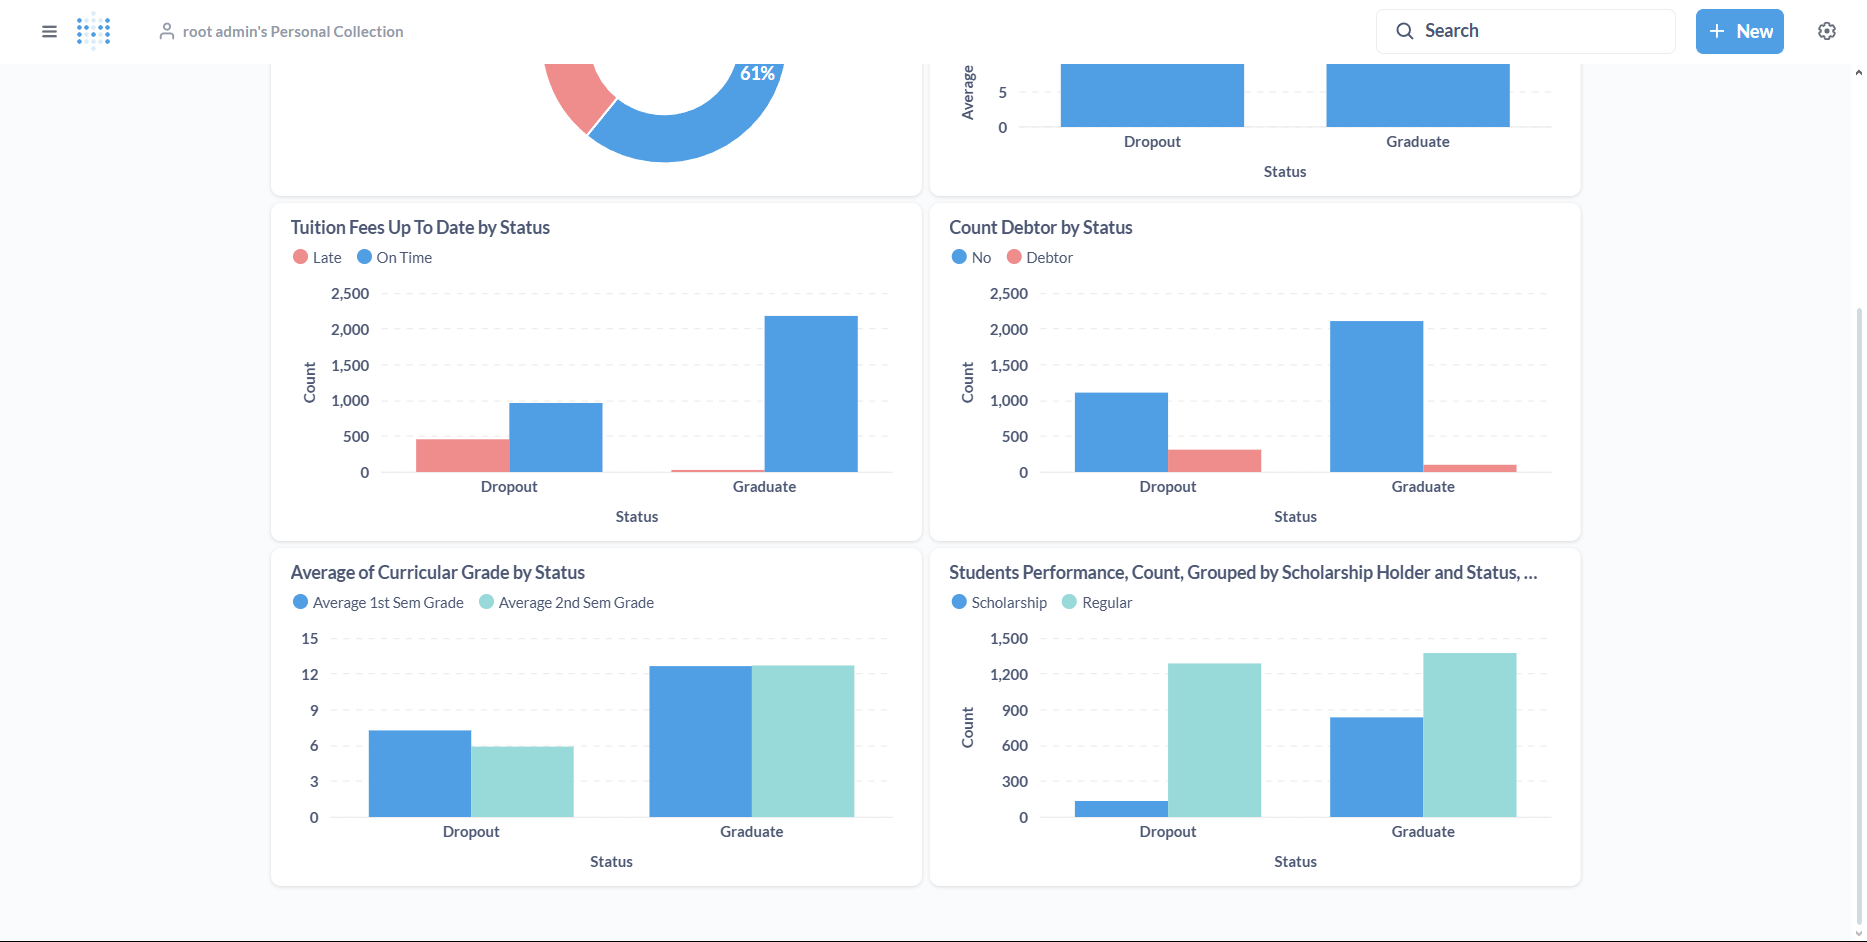 root admin's Personal Collection
Search
New
61%
Average
5
0
Dropout
Graduate
Status
Tuition Fees Up To Date by Status
Late
On Time
2,500
2,000
1,500
1,000
500
0
Count
Dropout
Graduate
Status
Count Debtor by Status
No
Debtor
2,500
2,000
1,500
1,000
500
0
Count
Dropout
Graduate
Status
Average of Curricular Grade by Status
Average 1st Sem Grade
Average 2nd Sem Grade
15
12
9
6
3
0
Dropout
Graduate
Status
Students Performance, Count, Grouped by Scholarship Holder and Status, ...
Scholarship
Regular
1,500
1,200
900
600
300
0
Count
Dropout
Graduate
Status